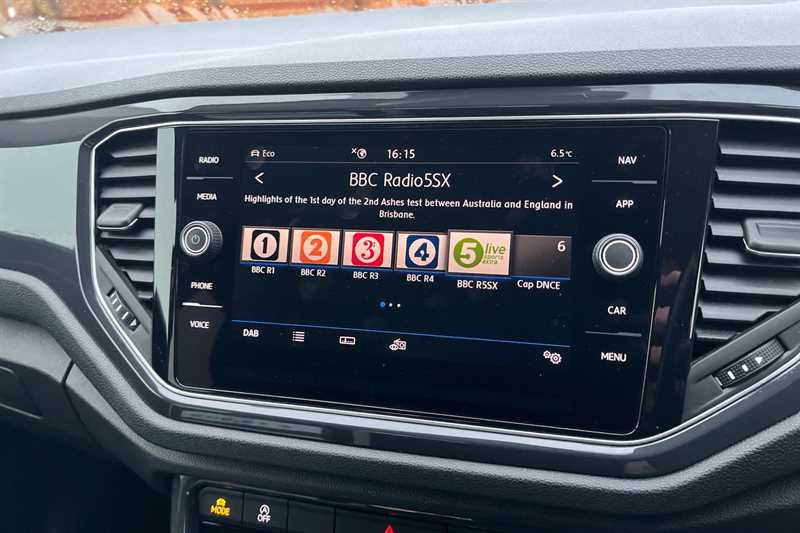 RADIO
MEDIA
PHONE
VOICE
Eco
16:15
6.5°C
< BBC Radio5SX >
Highlights of the 1st day of the 2nd Ashes test between Australia and England in
Brisbane.
1
2
3
4
5 live
sports
extra
6
BBC R1
BBC R2
BBC R3
BBC R4
BBC R5SX
Cap DNCE
DAB
NAV
APP
CAR
MENU
MODE
OFF